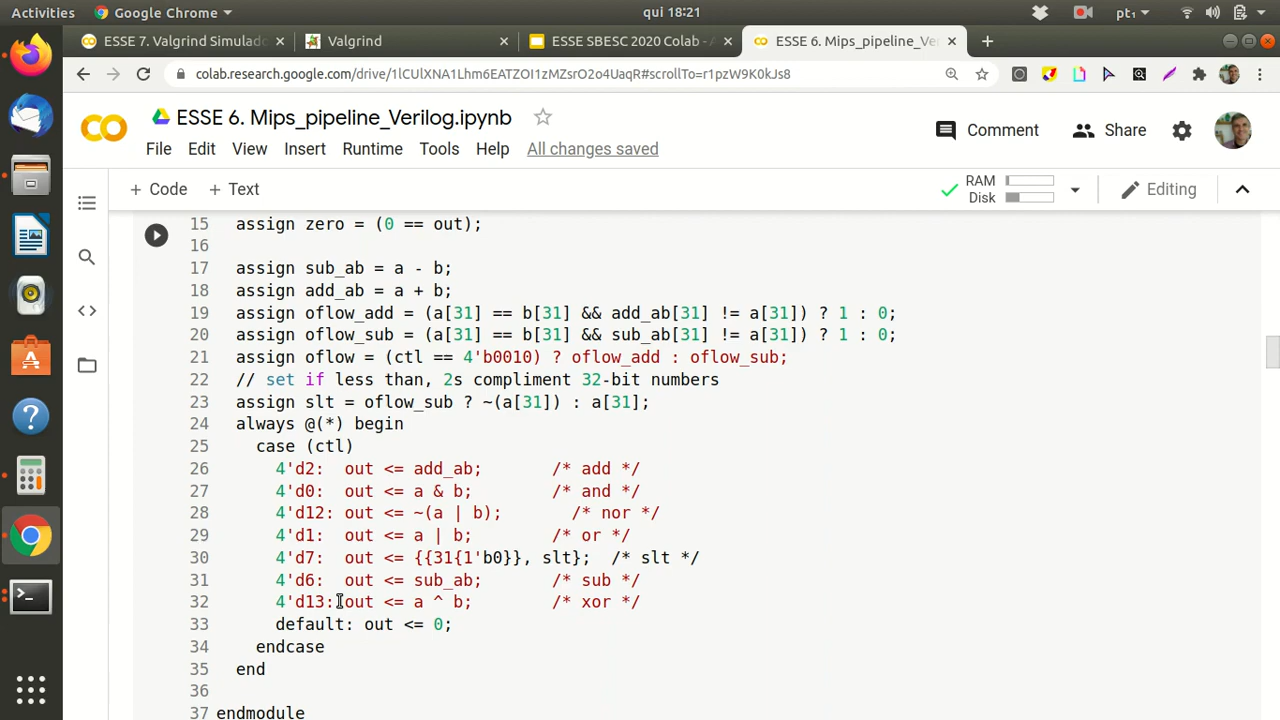 Activities Google Chrome qui 18:21 pt₁
ESSE 7. Valgrind Simulado × Valgrind × ESSE SBESC 2020 Colab - A × ESSE 6. Mips_pipeline_Ver × +
colab.research.google.com/drive/1lCUlXNA1Lhm6EATZOI1zMZsrO2o4UaqR#scrollTo=r1pzW9K0kJs8
ESSE 6. Mips_pipeline_Verilog.ipynb
Comment Share
File Edit View Insert Runtime Tools Help All changes saved
+ Code + Text RAM Disk Editing
15 assign zero = (0 == out);
16
17 assign sub_ab = a - b;
18 assign add_ab = a + b;
19 assign oflow_add = (a[31] == b[31] && add_ab[31] != a[31]) ? 1 : 0;
20 assign oflow_sub = (a[31] == b[31] && sub_ab[31] != a[31]) ? 1 : 0;
21 assign oflow = (ctl == 4'b0010) ? oflow_add : oflow_sub;
22 // set if less than, 2s compliment 32-bit numbers
23 assign slt = oflow_sub ? ~(a[31]) : a[31];
24 always @(*) begin
25 case (ctl)
26 4'd2: out <= add_ab; /* add */
27 4'd0: out <= a & b; /* and */
28 4'd12: out <= ~(a | b); /* nor */
29 4'd1: out <= a | b; /* or */
30 4'd7: out <= {{31{1'b0}}, slt}; /* slt */
31 4'd6: out <= sub_ab; /* sub */
32 4'd13: out <= a ^ b; /* xor */
33 default: out <= 0;
34 endcase
35 end
36
37 endmodule